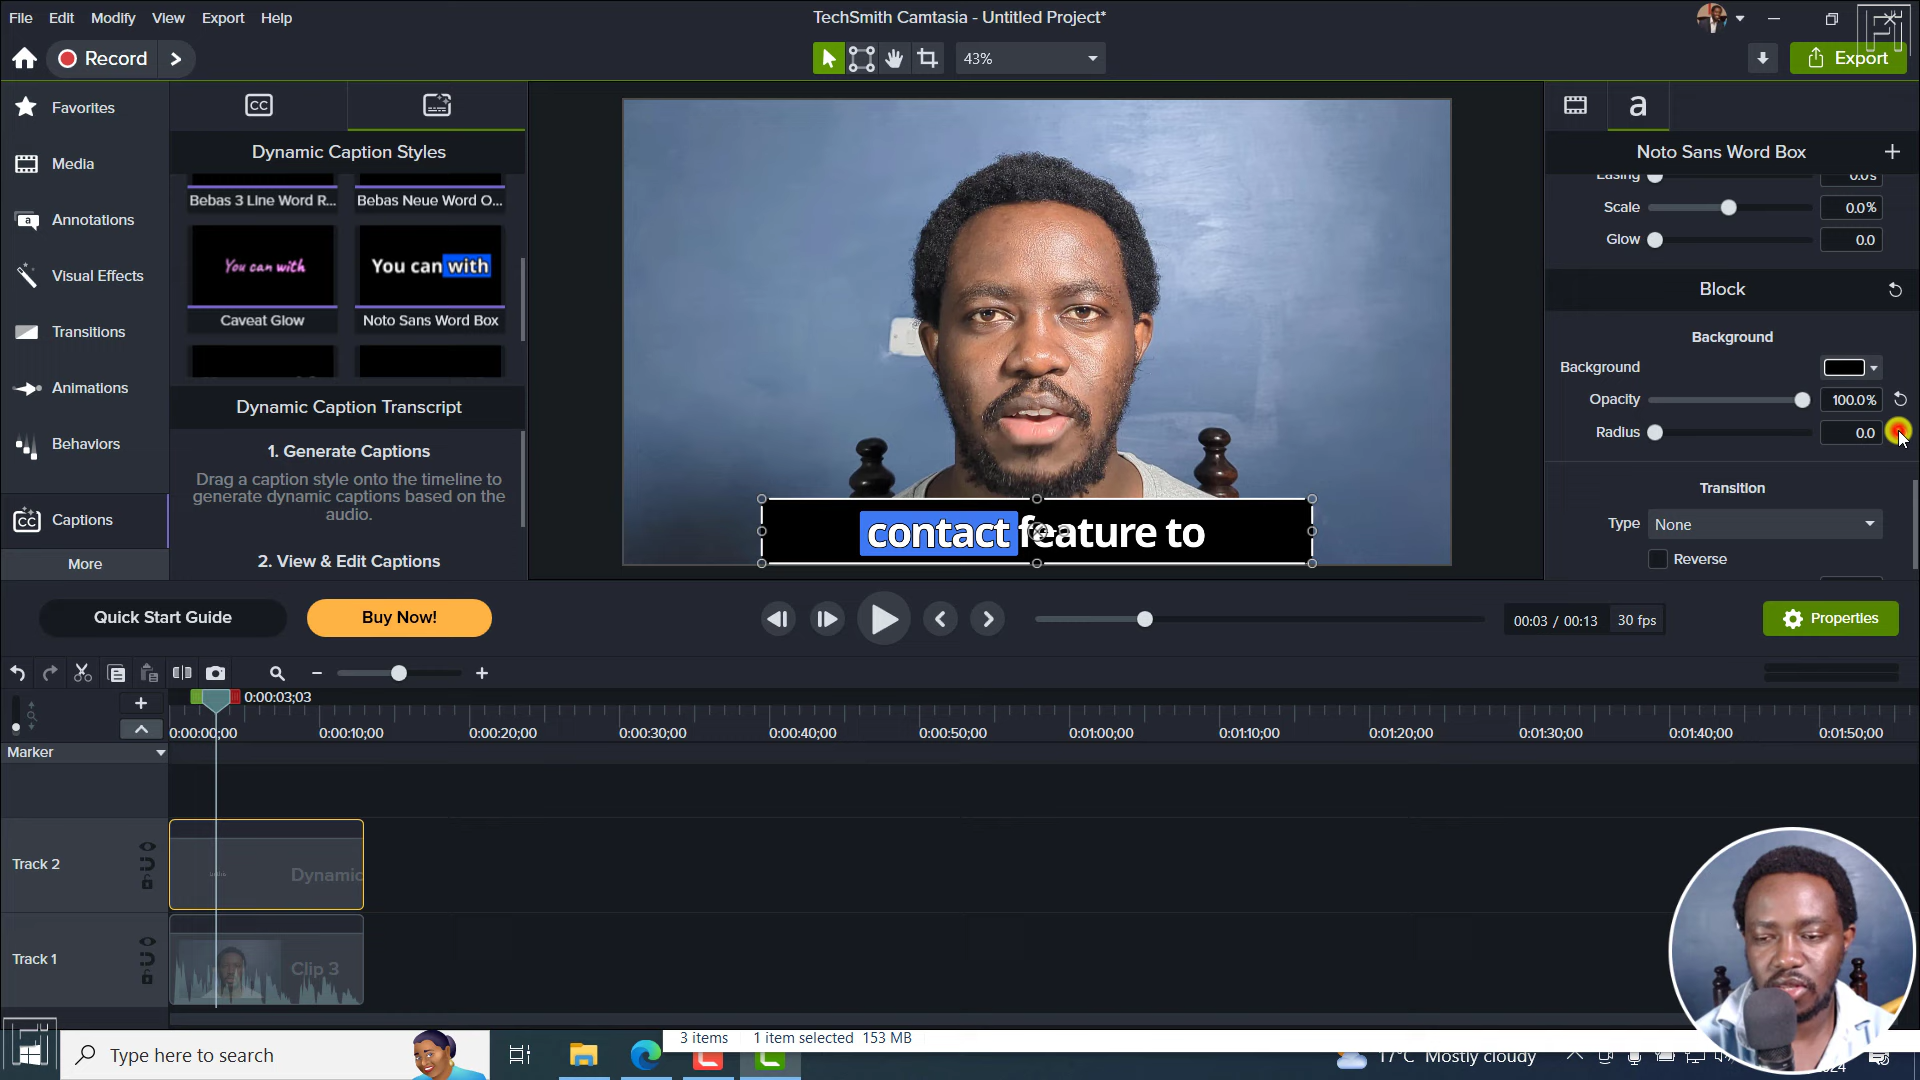 File Edit Modify View Export Help
TechSmith Camtasia - Untitled Project*
Record
43%
Export
Favorites
Media
Annotations
Visual Effects
Transitions
Animations
Behaviors
Captions
More
CC
Dynamic Caption Styles
Bebas 3 Line Word R...
Bebas Neue Word O...
You can with
Caveat Glow
You can with
Noto Sans Word Box
Dynamic Caption Transcript
1. Generate Captions
Drag a caption style onto the timeline to
generate dynamic captions based on the
audio.
2. View & Edit Captions
contact feature to
a
Noto Sans Word Box
Easing 0.0s
Scale 0.0%
Glow 0.0
Block
Background
Background
Opacity 100.0%
Radius 0.0
Transition
Type None
Reverse
Quick Start Guide
Buy Now!
00:03 / 00:13 30 fps
Properties
0:00:03;03
0:00:00;00 0:00:10;00 0:00:20;00 0:00:30;00 0:00:40;00 0:00:50;00 0:01:00;00 0:01:10;00 0:01:20;00 0:01:30;00 0:01:40;00 0:01:50;00
Marker
Track 2
Dynamic
Track 1
Clip 3
Type here to search
3 items 1 item selected 153 MB
17°C Mostly cloudy